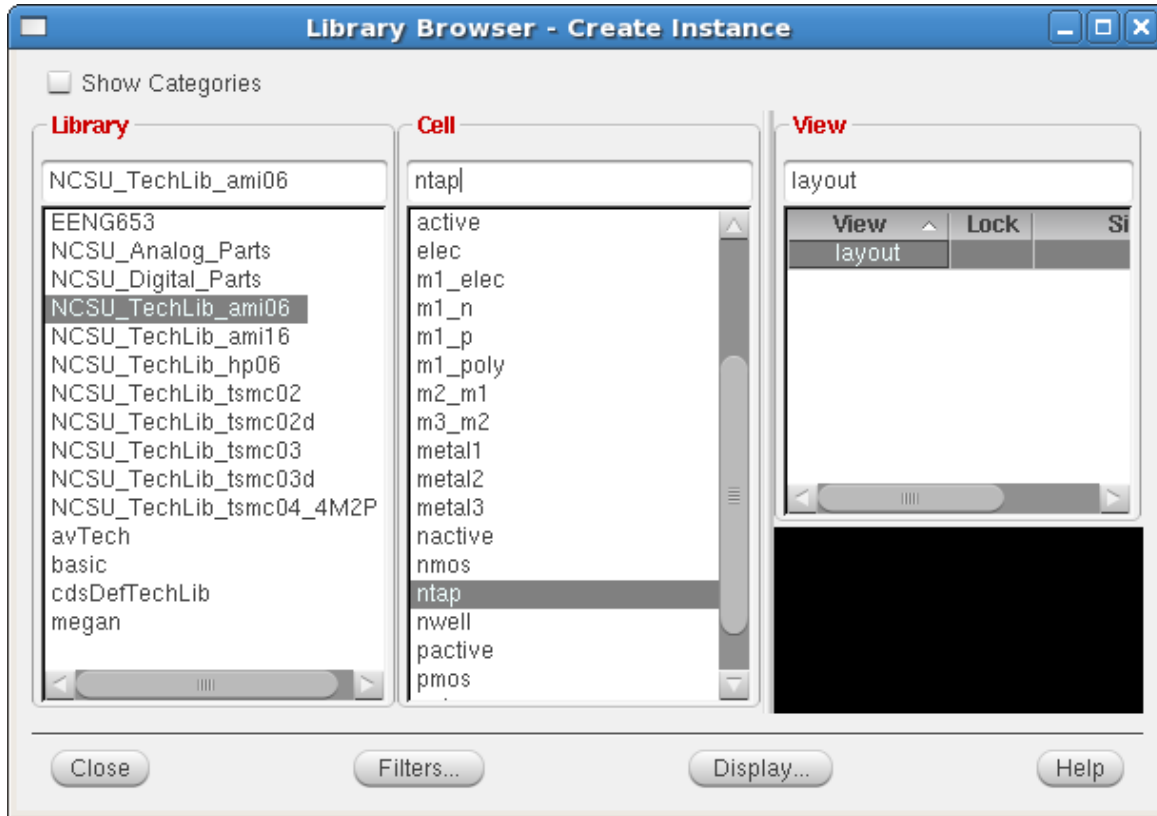 Library Browser - Create Instance
Show Categories
Library
NCSU_TechLib_ami06
EENG653
NCSU_Analog_Parts
NCSU_Digital_Parts
NCSU_TechLib_ami06
NCSU_TechLib_ami16
NCSU_TechLib_hp06
NCSU_TechLib_tsmc02
NCSU_TechLib_tsmc02d
NCSU_TechLib_tsmc03
NCSU_TechLib_tsmc03d
NCSU_TechLib_tsmc04_4M2P
avTech
basic
cdsDefTechLib
megan
Cell
ntap
active
elec
m1_elec
m1_n
m1_p
m1_poly
m2_m1
m3_m2
metal1
metal2
metal3
nactive
nmos
ntap
nwell
pactive
pmos
View
layout
View Lock Si
layout
Close Filters... Display... Help